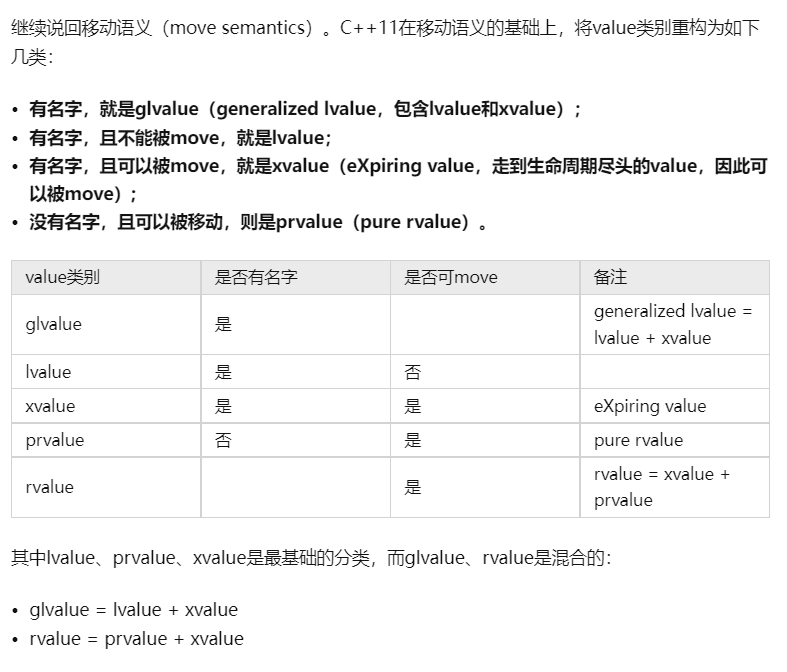 继续说回移动语义（move semantics）。C++11在移动语义的基础上，将value类别重构为如下
几类：
• 有名字，就是glvalue（generalized lvalue，包含lvalue和xvalue）；
• 有名字，且不能被move，就是lvalue；
• 有名字，且可以被move，就是xvalue（eXpiring value，走到生命周期尽头的value，因此可
以被move）；
• 没有名字，且可以被移动，则是prvalue（pure rvalue）。
value类别 是否有名字 是否可move 备注
glvalue 是 generalized lvalue =
lvalue + xvalue
lvalue 是 否
xvalue 是 是 eXpiring value
prvalue 否 是 pure rvalue
rvalue 是 rvalue = xvalue +
prvalue
其中lvalue、prvalue、xvalue是最基础的分类，而glvalue、rvalue是混合的：
• glvalue = lvalue + xvalue
• rvalue = prvalue + xvalue